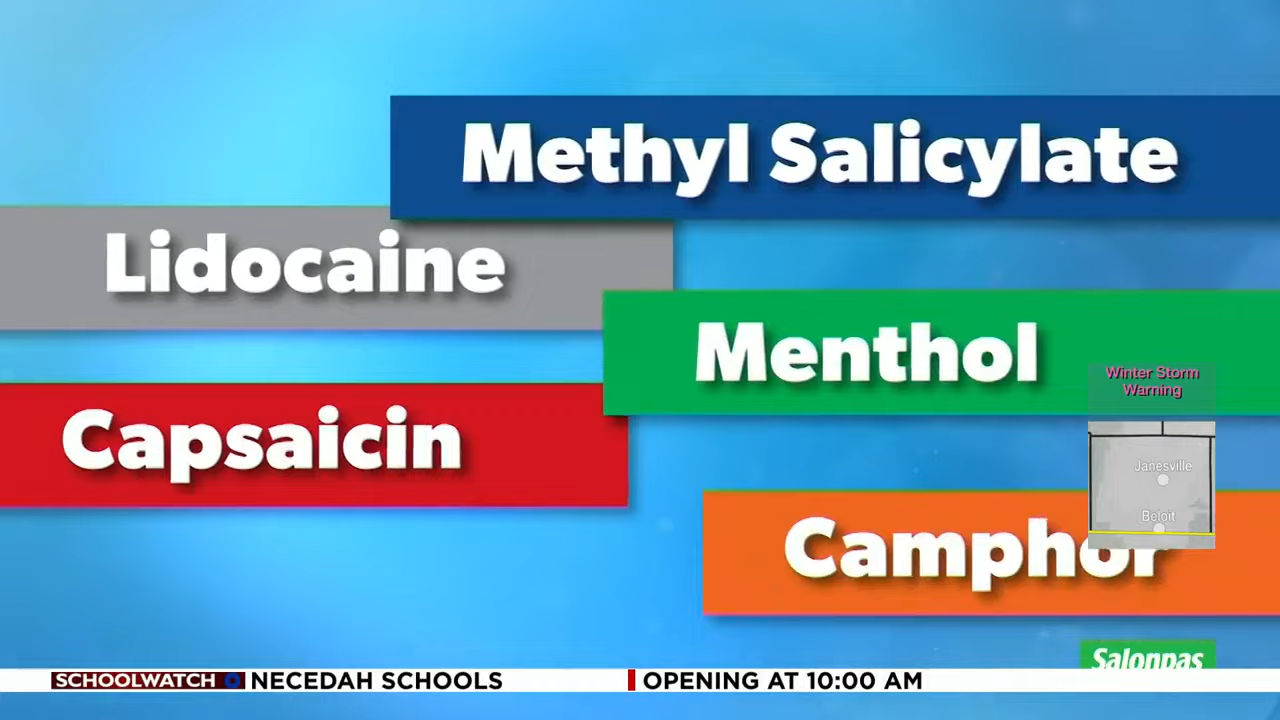 Methyl Salicylate
Lidocaine
Menthol
Winter Storm
Warning
Capsaicin
Janesville
Beloit
Camphor
Salonpas
SCHOOLWATCH NECEDAH SCHOOLS OPENING AT 10:00 AM